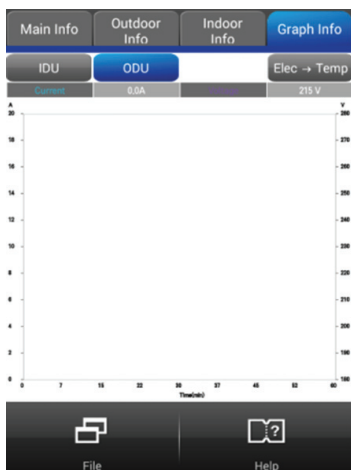 Main Info
Outdoor
Info
Indoor
Info
Graph Info
IDU
ODU
Elec → Temp
Current
0.0A
215 V
A
V
20
18
16
14
12
10
8
6
4
2
0
280
270
260
250
240
230
220
210
200
190
180
0 7 15 22 30 37 45 52 60
Time(min)
File
Help